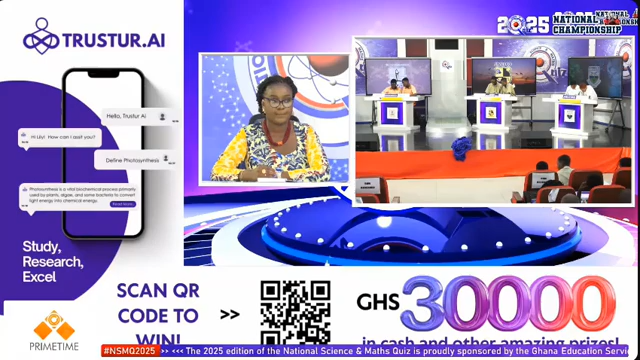 TRUSTUR.AI
2025
NATIONAL
CHAMPIONSHIP
Hello, Trustur Ai
Hi Lily! How can I assit you?
Define Photosynthesis
Photosynthesis is a vital biochemical process primarily
used by plants, algae, and some bacteria to convert
light energy into chemical energy.
Study,
Research,
Excel
SCAN QR
CODE TO
WIN!
>>
GHS 30000
in cash and other amazing prizes!
PRIMETIME
#NSMQ2025 >> <<< The 2025 edition of the National Science & Maths Quiz is proudly sponsored by the Ghana Education Servi